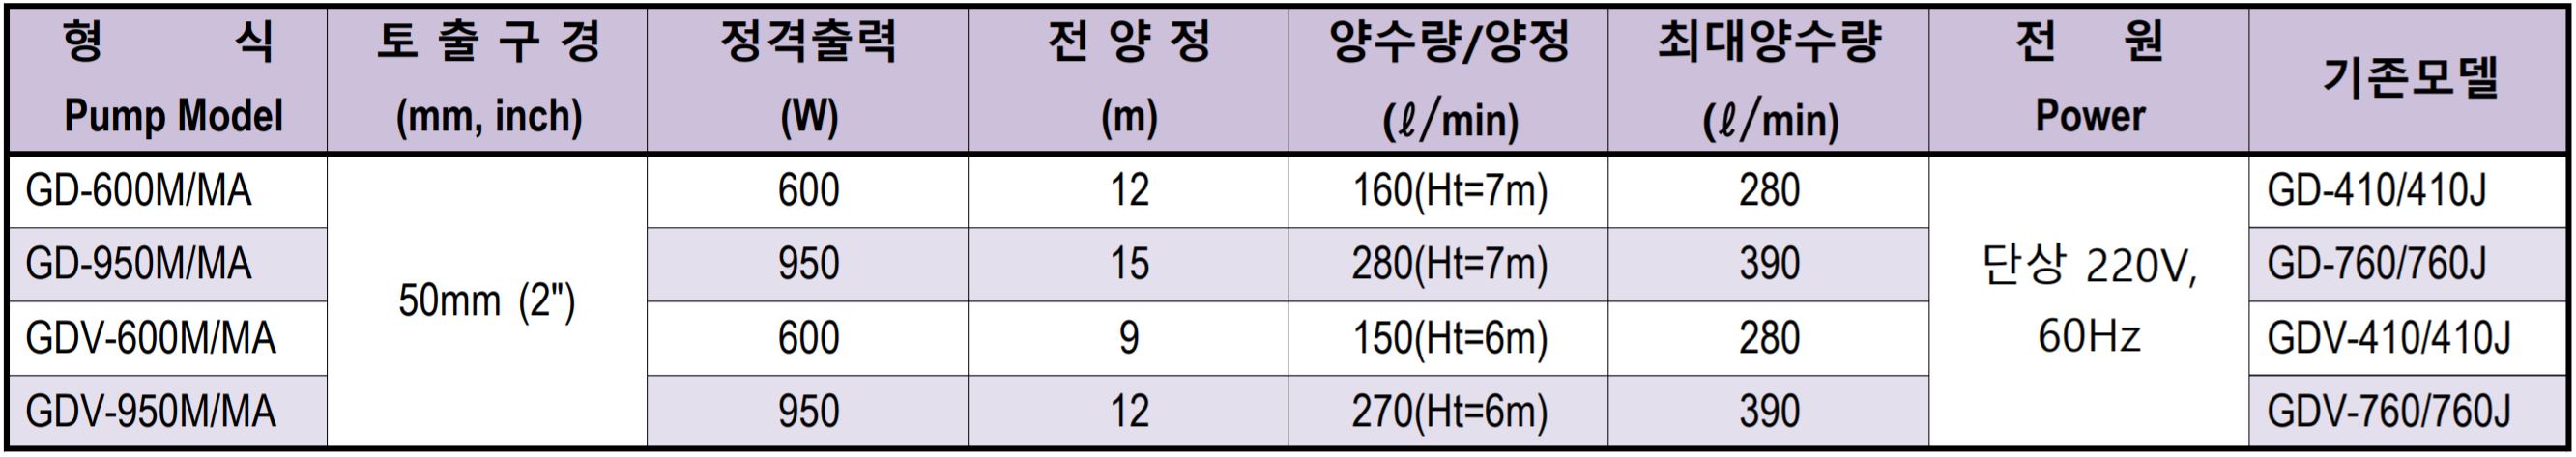 형 식 토 출 구 경 정격출력 전 양 정 양수량/양정 최대양수량 전 원 기존모델
Pump Model (mm, inch) (W) (m) (ℓ/min) (ℓ/min) Power
GD-600M/MA 600 12 160(Ht=7m) 280 GD-410/410J
GD-950M/MA 950 15 280(Ht=7m) 390 단상 220V, GD-760/760J
50mm (2")
GDV-600M/MA 600 9 150(Ht=6m) 280 60Hz GDV-410/410J
GDV-950M/MA 950 12 270(Ht=6m) 390 GDV-760/760J